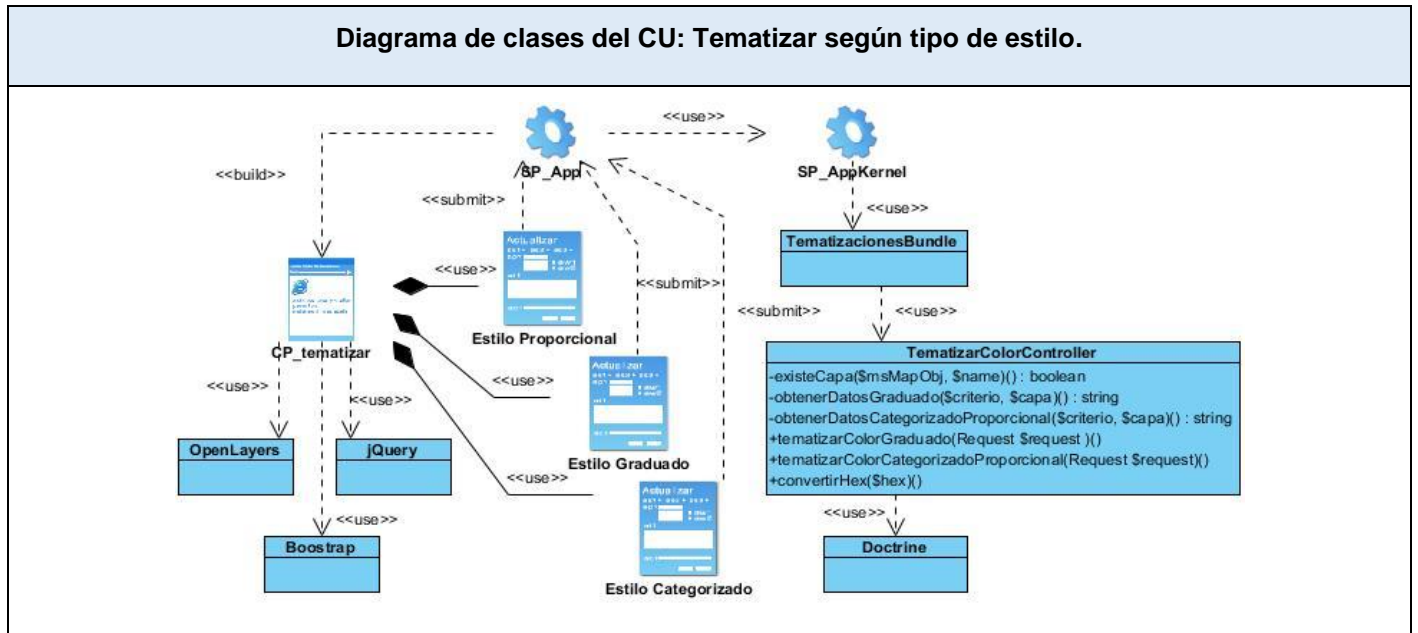 Diagrama de clases del CU: Tematizar según tipo de estilo.
<<use>>
<<build>>
SP_App
SP_AppKernel
<<submit>>
<<use>>
Actualizar
TematizacionesBundle
<<use>>
<<submit>>
<<submit>>
<<use>>
Estilo Proporcional
CP_tematizar
Actualizar
TematizarColorController
-existeCapa($msMapObj, $name)() : boolean
-obtenerDatosGraduado($criterio, $capa)() : string
-obtenerDatosCategorizadoProporcional($criterio, $capa)() : string
+tematizarColorGraduado(Request $request )()
+tematizarColorCategorizadoProporcional(Request $request)()
+convertirHex($hex)()
<<use>>
<<use>>
<<use>>
OpenLayers
jQuery
Estilo Graduado
<<use>>
Actualizar
<<use>>
<<use>>
Boostrap
Doctrine
Estilo Categorizado